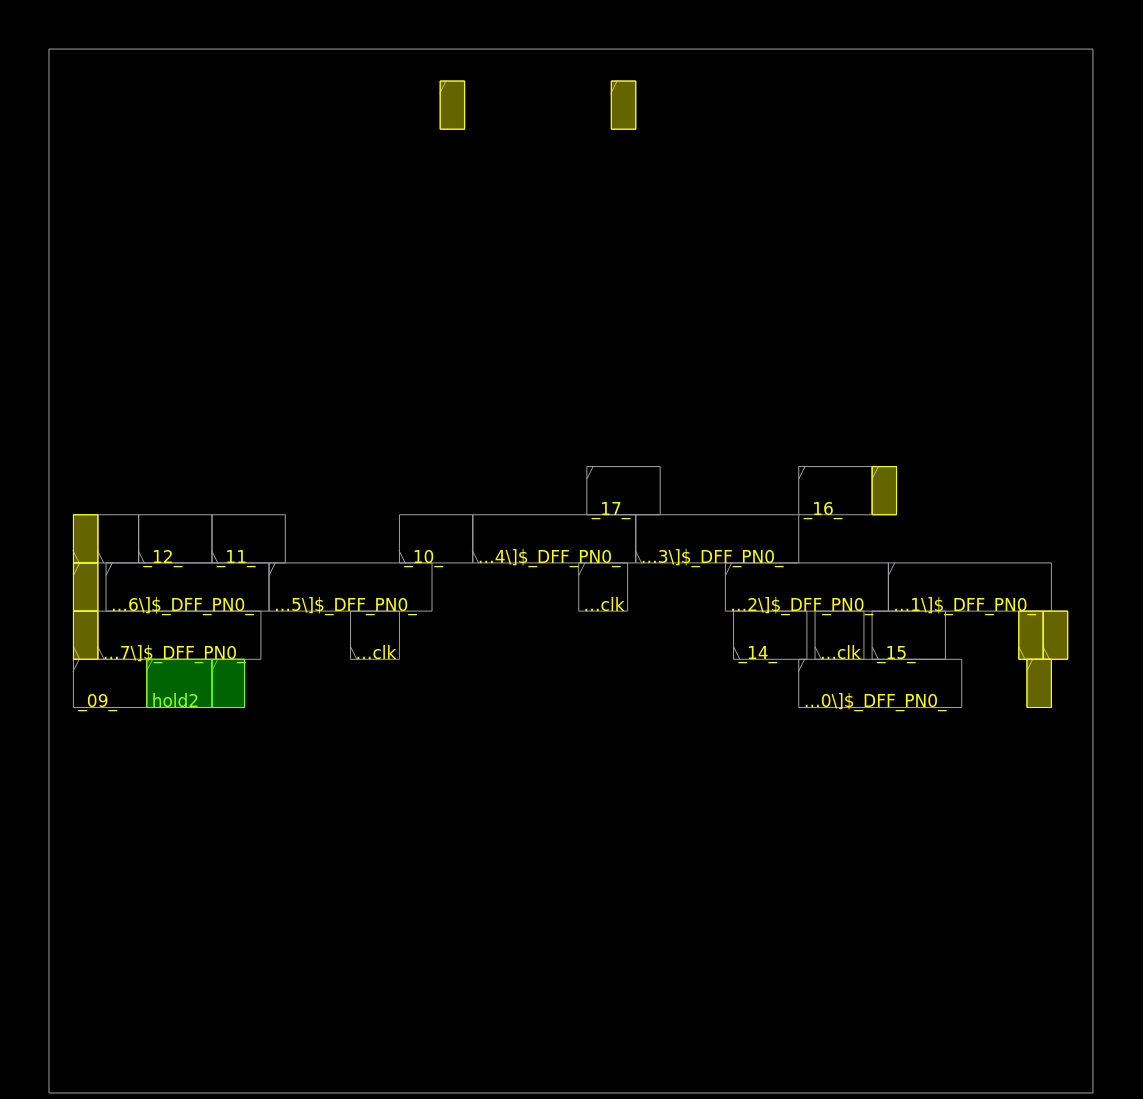 _17_ _16_
_12_ _11_ _10_ ...4\]$_DFF_PN0_ ...3\]$_DFF_PN0_
...6\]$_DFF_PN0_ ...5\]$_DFF_PN0_ ...clk ...2\]$_DFF_PN0_ ...1\]$_DFF_PN0_
...7\]$_DFF_PN0_ ...clk _14_ ...clk _15_
_09_ hold2 ...0\]$_DFF_PN0_